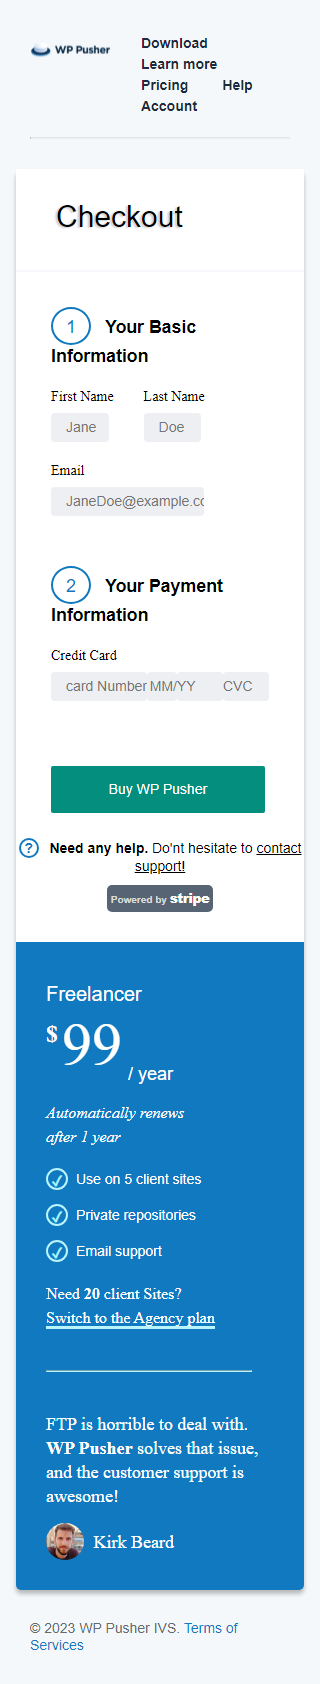 WP Pusher
Download
Learn more
Pricing Help
Account
Checkout
1 Your Basic
Information
First Name Last Name
Jane Doe
Email
JaneDoe@example.co
2 Your Payment
Information
Credit Card
card Number MM/YY CVC
Buy WP Pusher
? Need any help. Do'nt hesitate to contact
support!
Powered by stripe
Freelancer
$99 / year
Automatically renews
after 1 year
Use on 5 client sites
Private repositories
Email support
Need 20 client Sites?
Switch to the Agency plan
FTP is horrible to deal with.
WP Pusher solves that issue,
and the customer support is
awesome!
Kirk Beard
© 2023 WP Pusher IVS. Terms of
Services